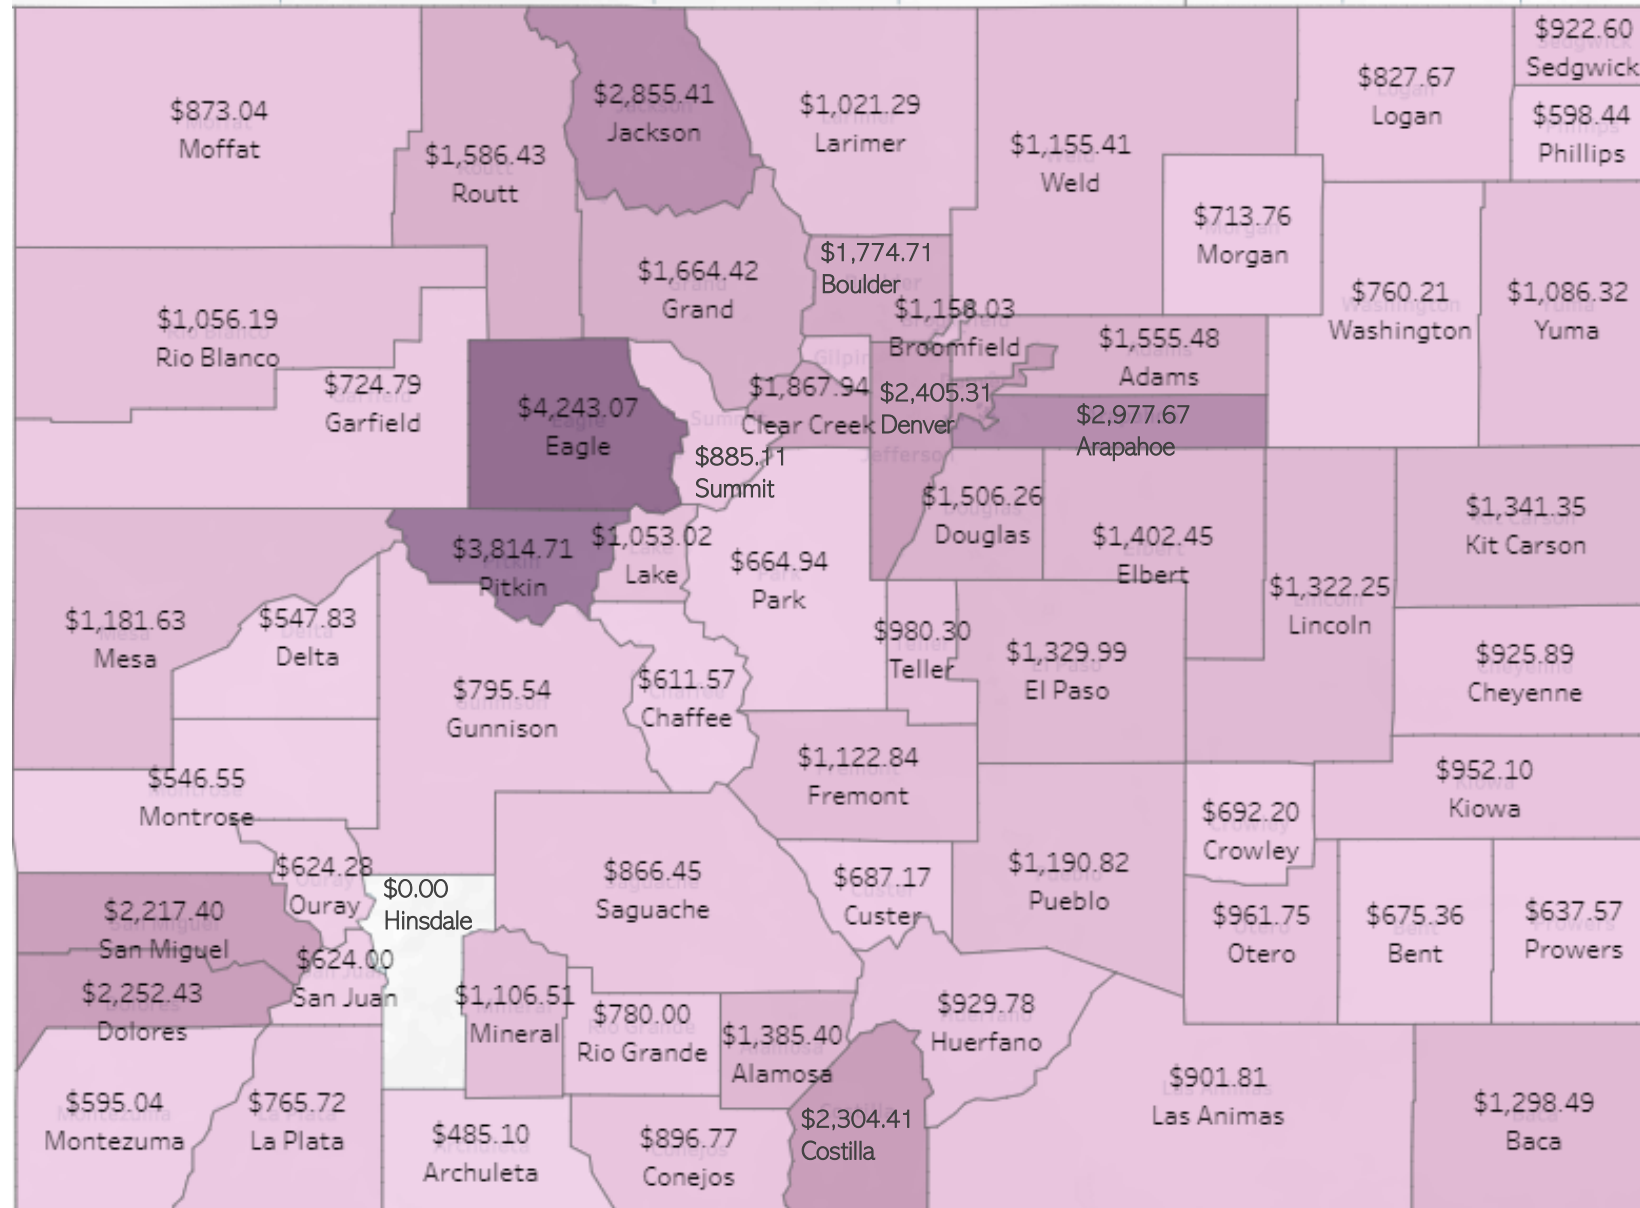 $873.04
Moffat
$1,586.43
Routt
$2,855.41
Jackson
$1,021.29
Larimer
$1,155.41
Weld
$827.67
Logan
$922.60
Sedgwick
$598.44
Phillips
$713.76
Morgan
$1,056.19
Rio Blanco
$724.79
Garfield
$1,664.42
Grand
$1,774.71
Boulder
$1,158.03
Broomfield
$1,555.48
Adams
$760.21
Washington
$1,086.32
Yuma
$4,243.07
Eagle
Gilpin
$1,867.94
Clear Creek
$2,405.31
Denver
$2,977.67
Arapahoe
$885.11
Summit
Jefferson
$1,181.63
Mesa
$547.83
Delta
$3,814.71
Pitkin
$1,053.02
Lake
$664.94
Park
$1,506.26
Douglas
$1,402.45
Elbert
$1,322.25
Lincoln
$1,341.35
Kit Carson
$925.89
Cheyenne
$795.54
Gunnison
$611.57
Chaffee
$980.30
Teller
$1,329.99
El Paso
$546.55
Montrose
$1,122.84
Fremont
$952.10
Kiowa
$692.20
Crowley
$624.28
Ouray
$0.00
Hinsdale
$866.45
Saguache
$687.17
Custer
$1,190.82
Pueblo
$961.75
Otero
$675.36
Bent
$637.57
Prowers
$2,217.40
San Miguel
$624.00
San Juan
$2,252.43
Dolores
$1,106.51
Mineral
$780.00
Rio Grande
$1,385.40
Alamosa
$929.78
Huerfano
$595.04
Montezuma
$765.72
La Plata
$485.10
Archuleta
$896.77
Conejos
$2,304.41
Costilla
$901.81
Las Animas
$1,298.49
Baca